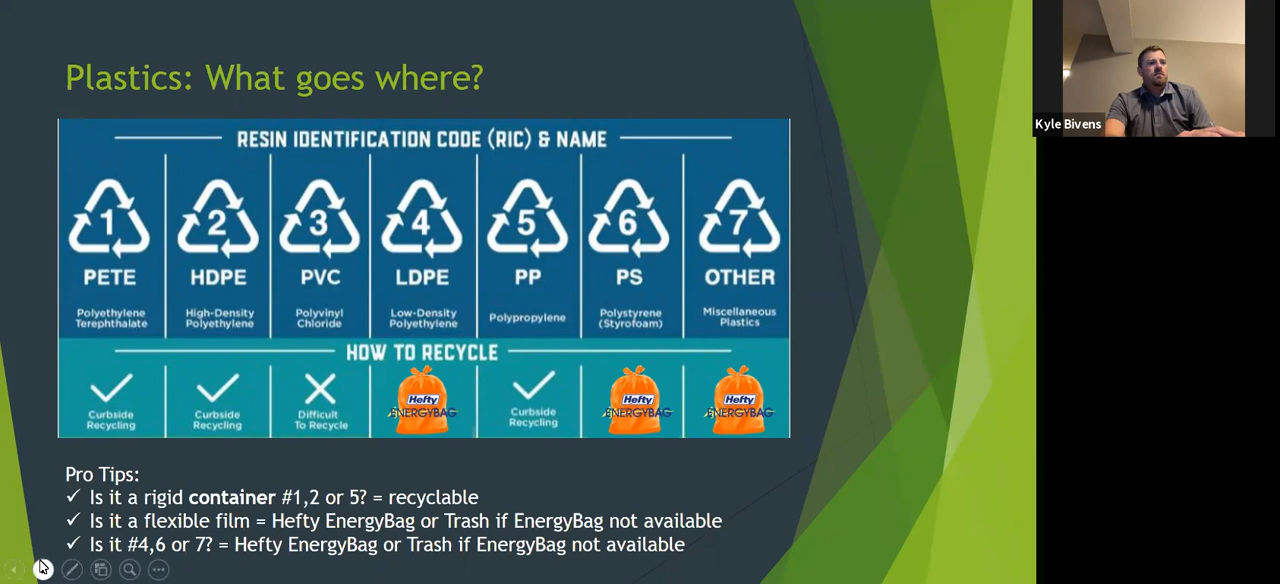 Plastics: What goes where?
Kyle Bivens
RESIN IDENTIFICATION CODE (RIC) & NAME
1 2 3 4 5 6 7
PETE HDPE PVC LDPE PP PS OTHER
Polyethylene Terephthalate
High-Density Polyethylene
Polyvinyl Chloride
Low-Density Polyethylene
Polypropylene
Polystyrene (Styrofoam)
Miscellaneous Plastics
HOW TO RECYCLE
Curbside Recycling
Curbside Recycling
Difficult To Recycle
Hefty ENERGYBAG
Curbside Recycling
Hefty ENERGYBAG
Hefty ENERGYBAG
Pro Tips:
✓ Is it a rigid container #1,2 or 5? = recyclable
✓ Is it a flexible film = Hefty EnergyBag or Trash if EnergyBag not available
✓ Is it #4,6 or 7? = Hefty EnergyBag or Trash if EnergyBag not available